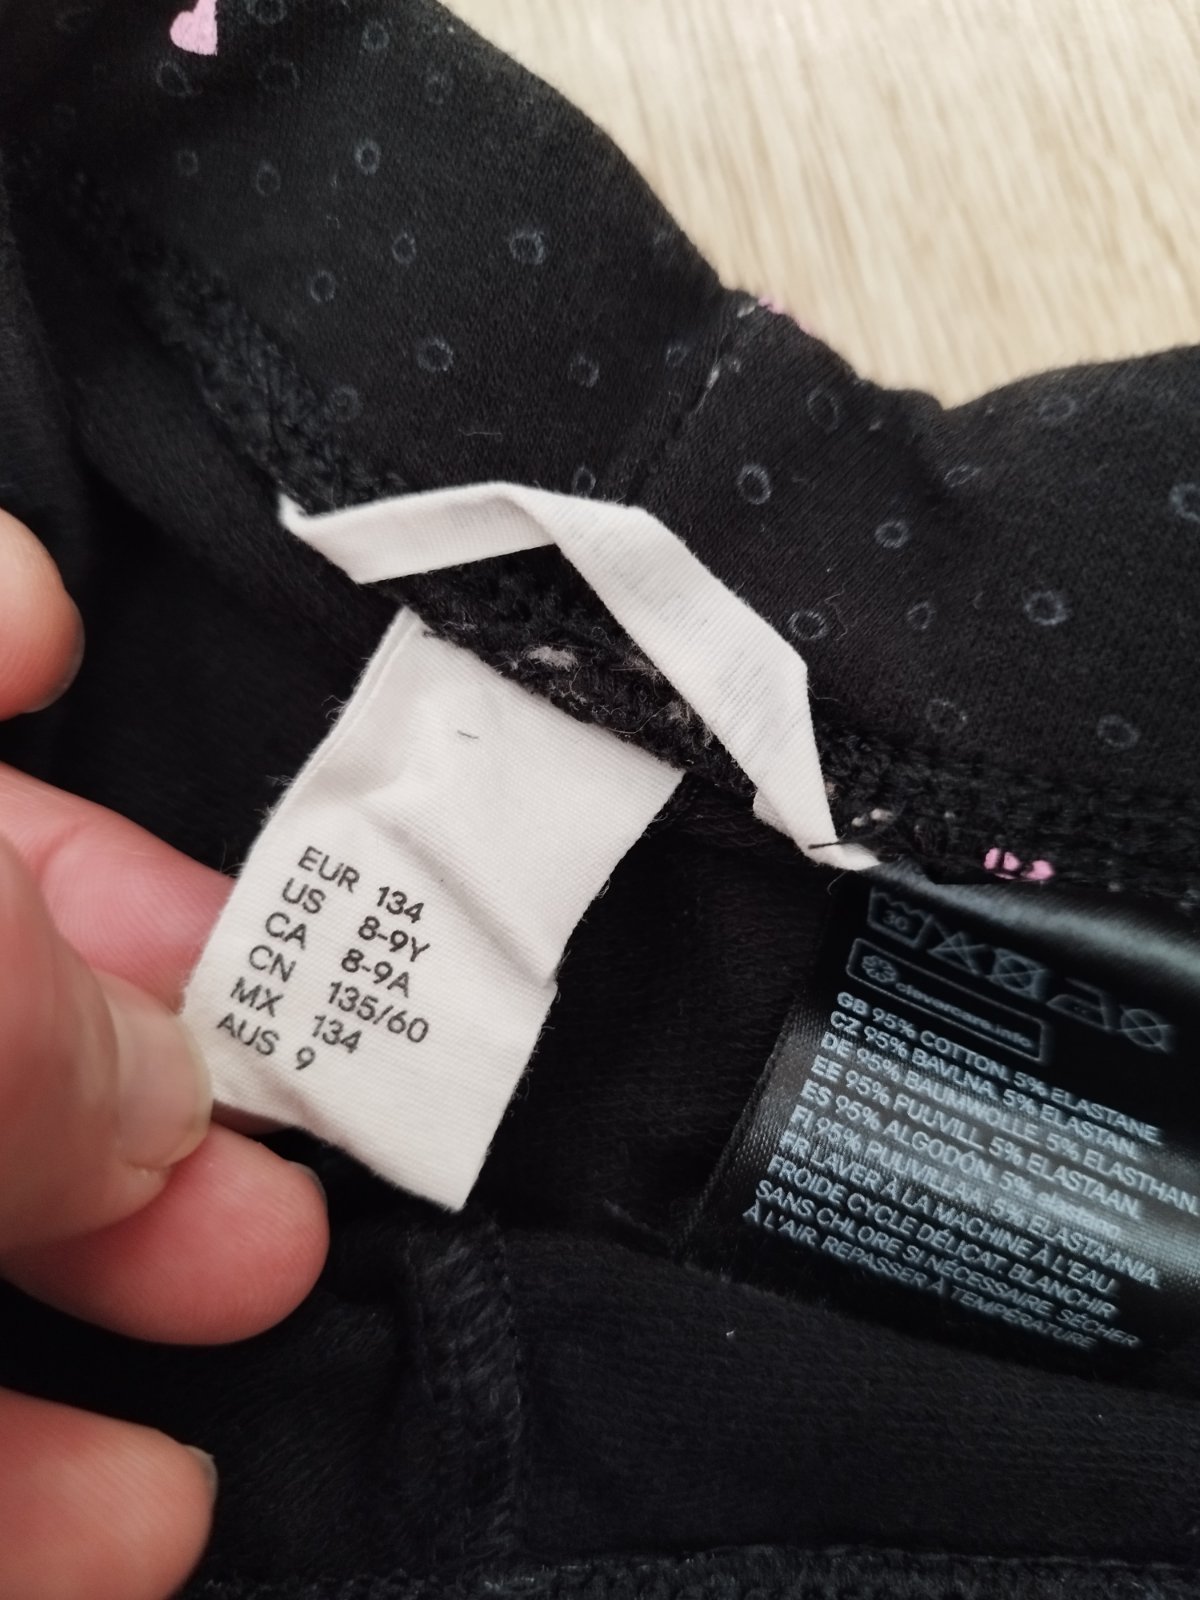 EUR 134
US 8-9Y
CA 8-9A
CN 135/60
MX 134
AUS 9
30
clevercare.info
GB 95% COTTON. 5% ELASTANE
CZ 95% BAVLNA. 5% ELASTAN.
DE 95% BAUMWOLLE 5% ELASTHAN
EE 95% PUUVILL 5% ELASTAAN.
ES 95% ALGODÓN. 5% elastano
FI 95% PUUVILLAA. 5% ELASTAANIA
FR LAVER À LA MACHINE À L'EAU
FROIDE CYCLE DÉLICAT. BLANCHIR
SANS CHLORE SI NÉCESSAIRE. SÉCHER
À L'AIR. REPASSER À TEMPÉRATURE